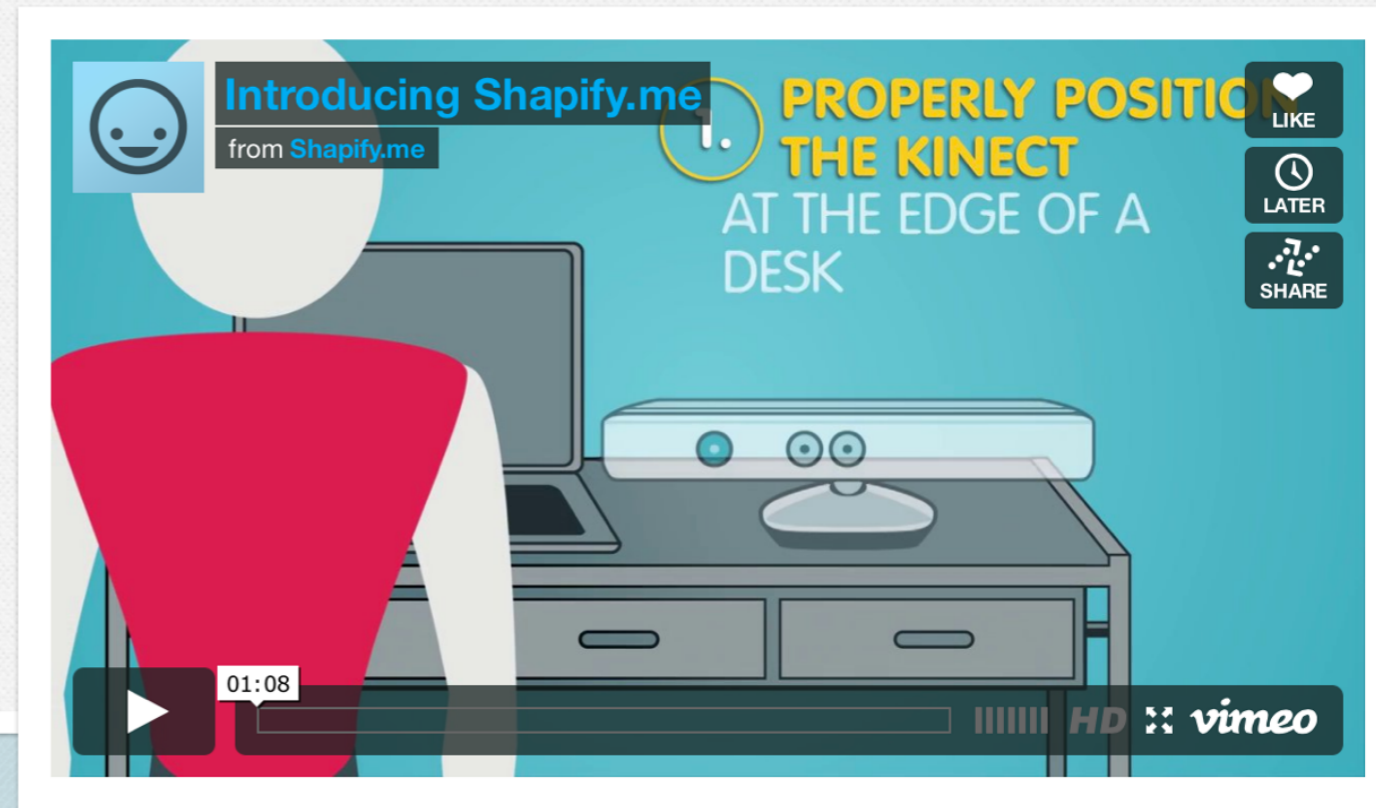 Introducing Shapify.me
from Shapify.me
1.
PROPERLY POSITION
THE KINECT
AT THE EDGE OF A
DESK
LIKE
LATER
SHARE
01:08
HD
vimeo